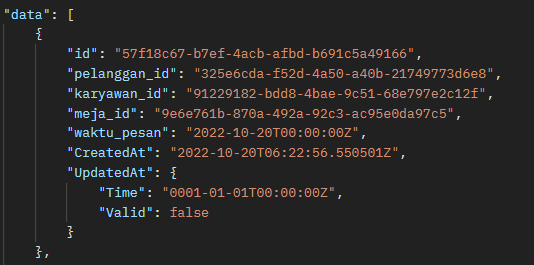 "data": [
{
"id": "57f18c67-b7ef-4acb-afbd-b691c5a49166",
"pelanggan_id": "325e6cda-f52d-4a50-a40b-21749773d6e8",
"karyawan_id": "91229182-bdd8-4bae-9c51-68e797e2c12f",
"meja_id": "9e6e761b-870a-492a-92c3-ac95e0da97c5",
"waktu_pesan": "2022-10-20T00:00:00Z",
"CreatedAt": "2022-10-20T06:22:56.550501Z",
"UpdatedAt": {
"Time": "0001-01-01T00:00:00Z",
"Valid": false
}
},